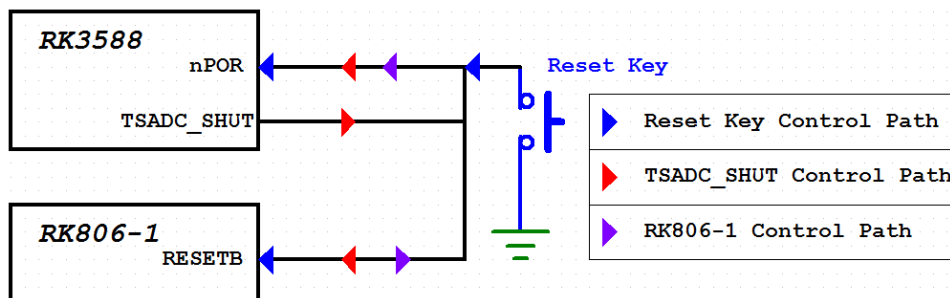 RK3588
nPOR
Reset Key
TSADC_SHUT
Reset Key Control Path
TSADC_SHUT Control Path
RK806-1
RK806-1 Control Path
RESETB